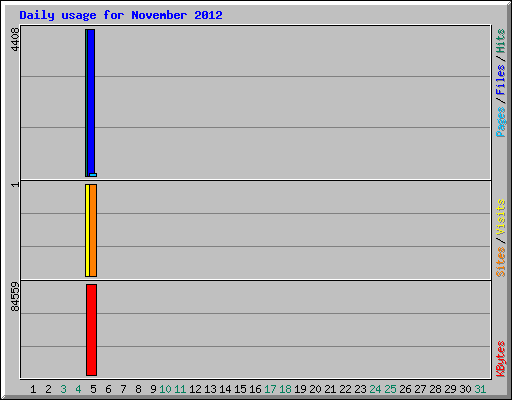 Daily usage for November 2012
4408
1
84559
Pages/Files/Hits
Sites/Visits
KBytes
1 2 3 4 5 6 7 8 9 10 11 12 13 14 15 16 17 18 19 20 21 22 23 24 25 26 27 28 29 30 31